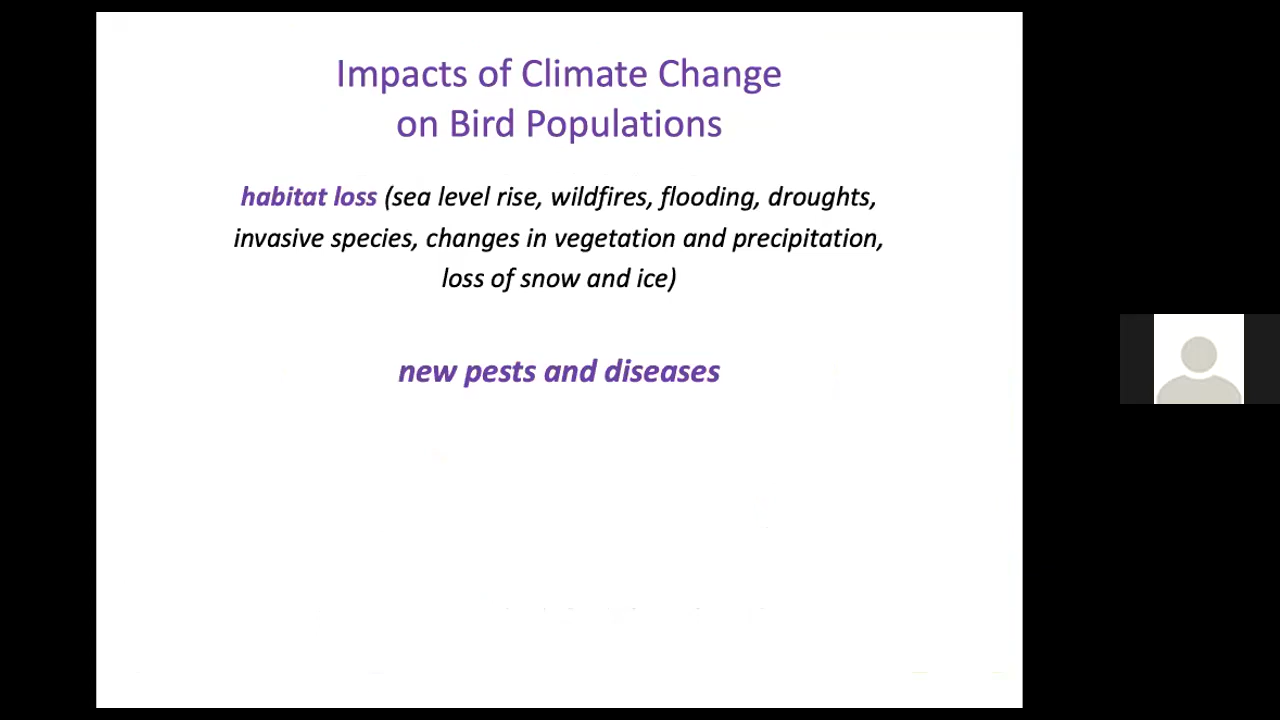 Impacts of Climate Change
on Bird Populations
habitat loss (sea level rise, wildfires, flooding, droughts,
invasive species, changes in vegetation and precipitation,
loss of snow and ice)
new pests and diseases